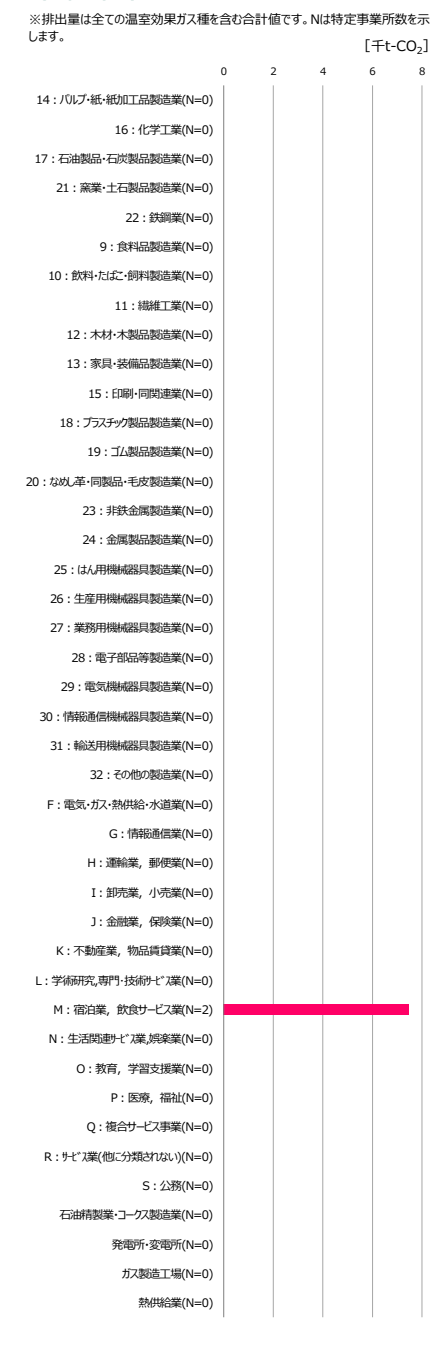 ※排出量は全ての温室効果ガス種を含む合計値です。Nは特定事業所数を示
します。
[千t-CO₂]
0 2 4 6 8
14：パルプ・紙・紙加工品製造業(N=0)
16：化学工業(N=0)
17：石油製品・石炭製品製造業(N=0)
21：窯業・土石製品製造業(N=0)
22：鉄鋼業(N=0)
9：食料品製造業(N=0)
10：飲料・たばこ・飼料製造業(N=0)
11：繊維工業(N=0)
12：木材・木製品製造業(N=0)
13：家具・装備品製造業(N=0)
15：印刷・同関連業(N=0)
18：プラスチック製品製造業(N=0)
19：ゴム製品製造業(N=0)
20：なめし革・同製品・毛皮製造業(N=0)
23：非鉄金属製造業(N=0)
24：金属製品製造業(N=0)
25：はん用機械器具製造業(N=0)
26：生産用機械器具製造業(N=0)
27：業務用機械器具製造業(N=0)
28：電子部品等製造業(N=0)
29：電気機械器具製造業(N=0)
30：情報通信機械器具製造業(N=0)
31：輸送用機械器具製造業(N=0)
32：その他の製造業(N=0)
F：電気・ガス・熱供給・水道業(N=0)
G：情報通信業(N=0)
H：運輸業，郵便業(N=0)
I：卸売業，小売業(N=0)
J：金融業，保険業(N=0)
K：不動産業，物品賃貸業(N=0)
L：学術研究,専門・技術ｻｰﾋﾞｽ業(N=0)
M：宿泊業，飲食サービス業(N=2)
N：生活関連ｻｰﾋﾞｽ業,娯楽業(N=0)
O：教育，学習支援業(N=0)
P：医療，福祉(N=0)
Q：複合サービス事業(N=0)
R：ｻｰﾋﾞｽ業(他に分類されない)(N=0)
S：公務(N=0)
石油精製業・コークス製造業(N=0)
発電所・変電所(N=0)
ガス製造工場(N=0)
熱供給業(N=0)